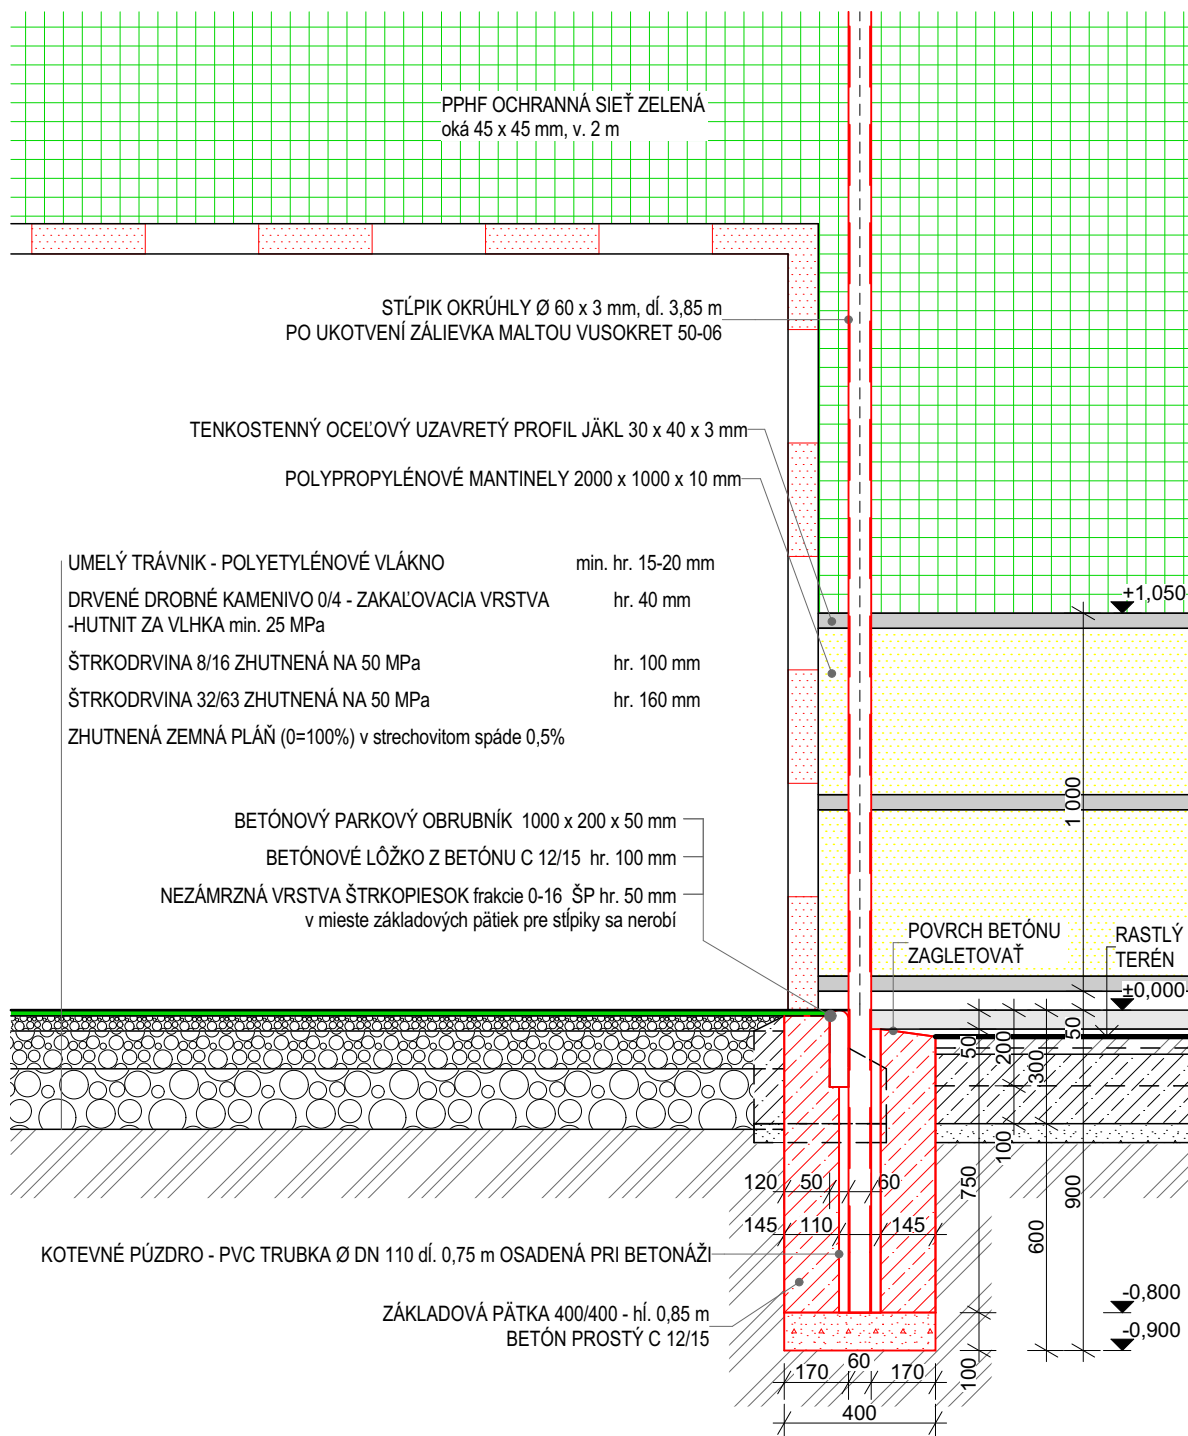 PPHF OCHRANNÁ SIEŤ ZELENÁ
oká 45 x 45 mm, v. 2 m
STĹPIK OKRÚHLY Ø 60 x 3 mm, dĺ. 3,85 m
PO UKOTVENÍ ZÁLIEVKA MALTOU VUSOKRET 50-06
TENKOSTENNÝ OCEĽOVÝ UZAVRETÝ PROFIL JÄKL 30 x 40 x 3 mm
POLYPROPYLÉNOVÉ MANTINELY 2000 x 1000 x 10 mm
UMELÝ TRÁVNIK - POLYETYLÉNOVÉ VLÁKNO min. hr. 15-20 mm
DRVENÉ DROBNÉ KAMENIVO 0/4 - ZAKAĽOVACIA VRSTVA hr. 40 mm
-HUTNIT ZA VLHKA min. 25 MPa
ŠTRKODRVINA 8/16 ZHUTNENÁ NA 50 MPa hr. 100 mm
ŠTRKODRVINA 32/63 ZHUTNENÁ NA 50 MPa hr. 160 mm
ZHUTNENÁ ZEMNÁ PLÁŇ (0=100%) v strechovitom spáde 0,5%
+1,050
1 000
BETÓNOVÝ PARKOVÝ OBRUBNÍK 1000 x 200 x 50 mm
BETÓNOVÉ LÔŽKO Z BETÓNU C 12/15 hr. 100 mm
NEZÁMRZNÁ VRSTVA ŠTRKOPIESOK frakcie 0-16 ŠP hr. 50 mm
v mieste základových pätiek pre stĺpiky sa nerobí
POVRCH BETÓNU
ZAGLETOVAŤ
RASTLÝ
TERÉN
±0,000
50
200
300
50
100
750
900
600
120 50 60
145 110 145
KOTEVNÉ PÚZDRO - PVC TRUBKA Ø DN 110 dĺ. 0,75 m OSADENÁ PRI BETONÁŽI
ZÁKLADOVÁ PÄTKA 400/400 - hĺ. 0,85 m
BETÓN PROSTÝ C 12/15
-0,800
-0,900
100
170 60 170
400